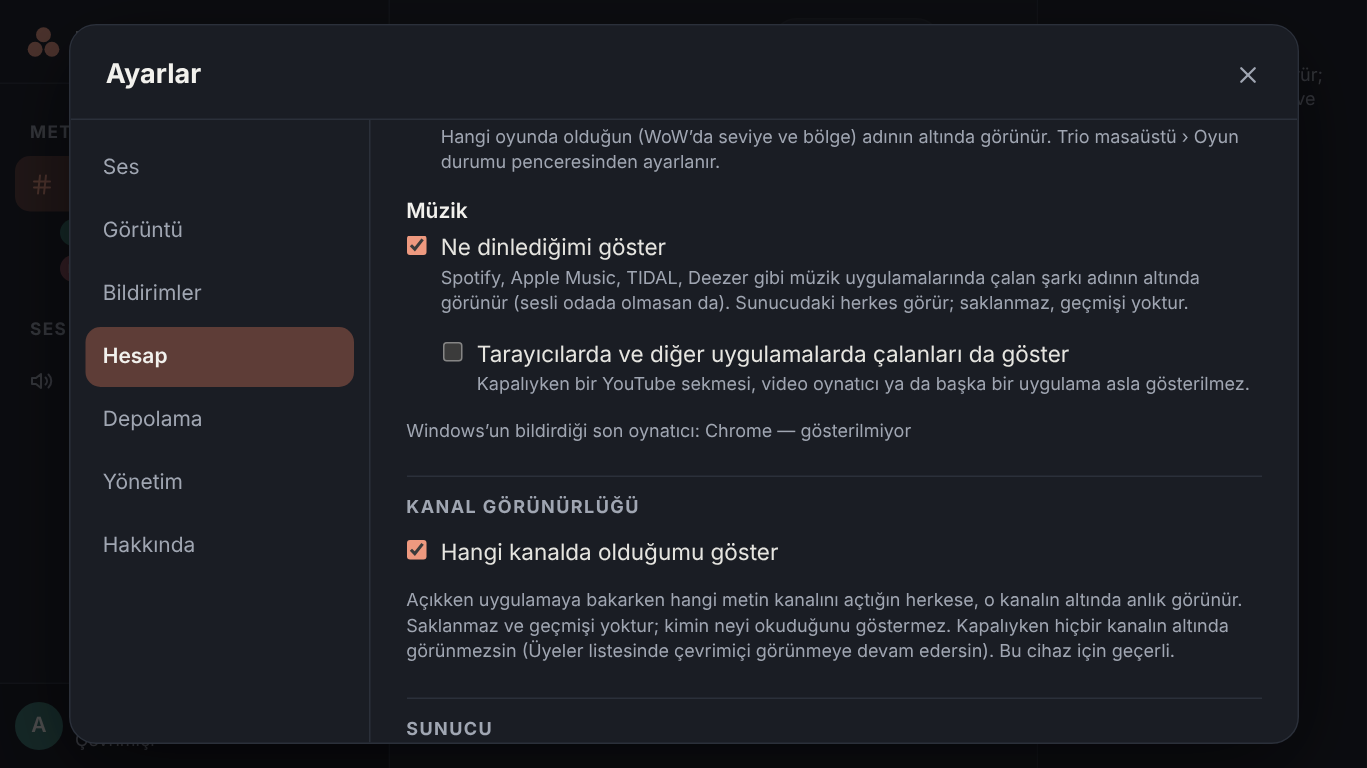 Ayarlar
ür;
ve
MET
#
Ses
Görüntü
Bildirimler
Hesap
Depolama
Yönetim
Hakkında
SES
A
Çevrimiçi
Hangi oyunda olduğun (WoW’da seviye ve bölge) adının altında görünür. Trio masaüstü › Oyun
durumu penceresinden ayarlanır.
Müzik
Ne dinlediğimi göster
Spotify, Apple Music, TIDAL, Deezer gibi müzik uygulamalarında çalan şarkı adının altında
görünür (sesli odada olmasan da). Sunucudaki herkes görür; saklanmaz, geçmişi yoktur.
Tarayıcılarda ve diğer uygulamalarda çalanları da göster
Kapalıyken bir YouTube sekmesi, video oynatıcı ya da başka bir uygulama asla gösterilmez.
Windows’un bildirdiği son oynatıcı: Chrome — gösterilmiyor
KANAL GÖRÜNÜRLÜĞÜ
Hangi kanalda olduğumu göster
Açıkken uygulamaya bakarken hangi metin kanalını açtığın herkese, o kanalın altında anlık görünür.
Saklanmaz ve geçmişi yoktur; kimin neyi okuduğunu göstermez. Kapalıyken hiçbir kanalın altında
görünmezsin (Üyeler listesinde çevrimiçi görünmeye devam edersin). Bu cihaz için geçerli.
SUNUCU